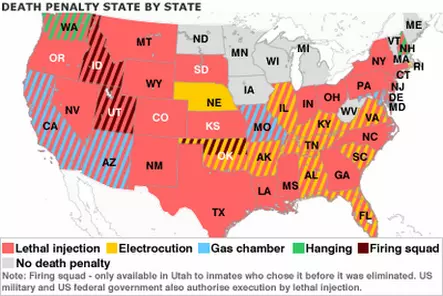 DEATH PENALTY STATE BY STATE
WA
MT
ND
MN
ME
VT
NH
OR
ID
SD
WI
MI
NY
MA
RI
CT
WY
IA
PA
NJ
DE
MD
NV
UT
NE
IL
IN
OH
WV
VA
CA
CO
KS
MO
KY
NC
AZ
NM
OK
AK
TN
SC
TX
LA
MS
AL
GA
FL
Lethal injection Electrocution Gas chamber Hanging Firing squad
No death penalty
Note: Firing squad - only available in Utah to inmates who chose it before it was eliminated. US
military and US federal government also authorise execution by lethal injection.